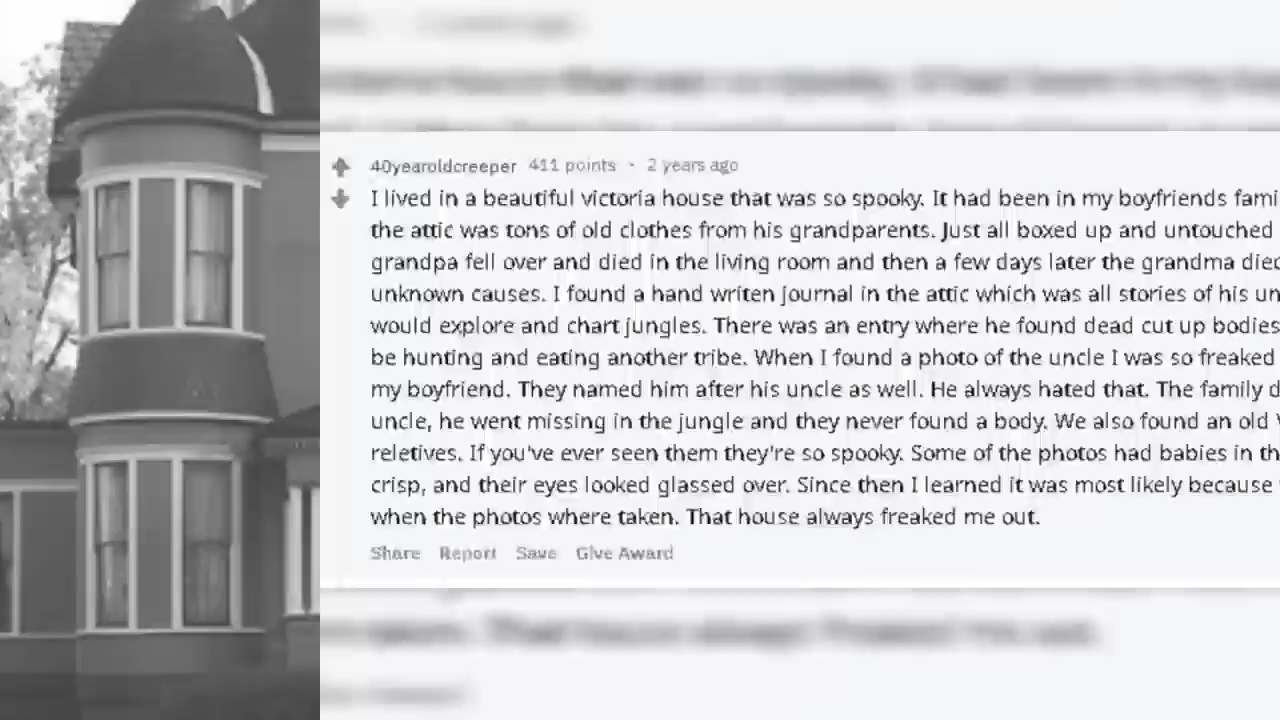 40yearoldcreeper 411 points · 2 years ago
I lived in a beautiful victoria house that was so spooky. It had been in my boyfriends fami
the attic was tons of old clothes from his grandparents. Just all boxed up and untouched
grandpa fell over and died in the living room and then a few days later the grandma died
unknown causes. I found a hand writen journal in the attic which was all stories of his un
would explore and chart jungles. There was an entry where he found dead cut up bodies
be hunting and eating another tribe. When I found a photo of the uncle I was so freaked
my boyfriend. They named him after his uncle as well. He always hated that. The family d
uncle, he went missing in the jungle and they never found a body. We also found an old
reletives. If you've ever seen them they're so spooky. Some of the photos had babies in th
crisp, and their eyes looked glassed over. Since then I learned it was most likely because
when the photos where taken. That house always freaked me out.
Share Report Save Give Award